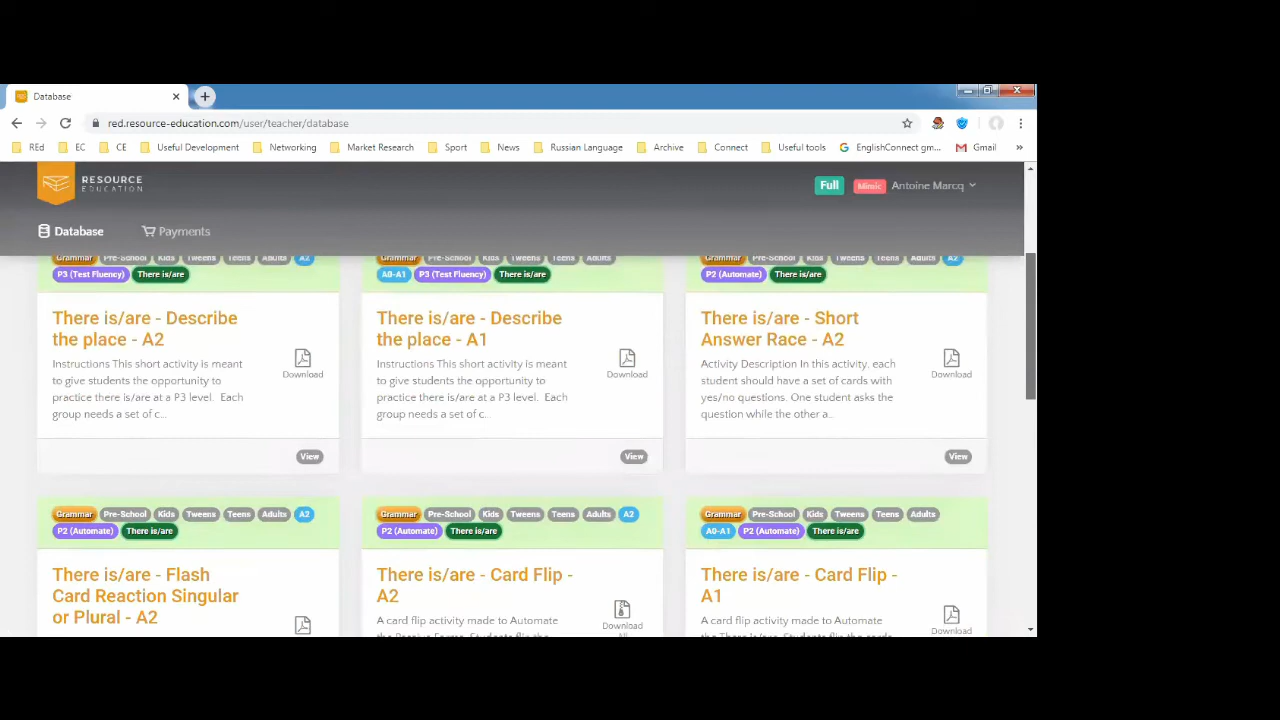 Database
red.resource-education.com/user/teacher/database
REd EC CE Useful Development Networking Market Research Sport News Russian Language Archive Connect Useful tools EnglishConnect gm... Gmail »
RESOURCE
EDUCATION
Full Mimic Antoine Marcq
Database Payments
Grammar Pre-School Kids Tweens Teens Adults A2
P3 (Test Fluency) There is/are
There is/are - Describe
the place - A2
Instructions This short activity is meant
to give students the opportunity to
practice there is/are at a P3 level. Each
group needs a set of c...
Download
View
Grammar Pre-School Kids Tweens Teens Adults
A0-A1 P3 (Test Fluency) There is/are
There is/are - Describe
the place - A1
Instructions This short activity is meant
to give students the opportunity to
practice there is/are at a P3 level. Each
group needs a set of c...
Download
View
Grammar Pre-School Kids Tweens Teens Adults A2
P2 (Automate) There is/are
There is/are - Short
Answer Race - A2
Activity Description In this activity, each
student should have a set of cards with
yes/no questions. One student asks the
question while the other a..
Download
View
Grammar Pre-School Kids Tweens Teens Adults A2
P2 (Automate) There is/are
There is/are - Flash
Card Reaction Singular
or Plural - A2
Grammar Pre-School Kids Tweens Teens Adults A2
P2 (Automate) There is/are
There is/are - Card Flip -
A2
A card flip activity made to Automate
Download
Grammar Pre-School Kids Tweens Teens Adults
A0-A1 P2 (Automate) There is/are
There is/are - Card Flip -
A1
A card flip activity made to Automate
the There is/are. Students flip the cards
Download